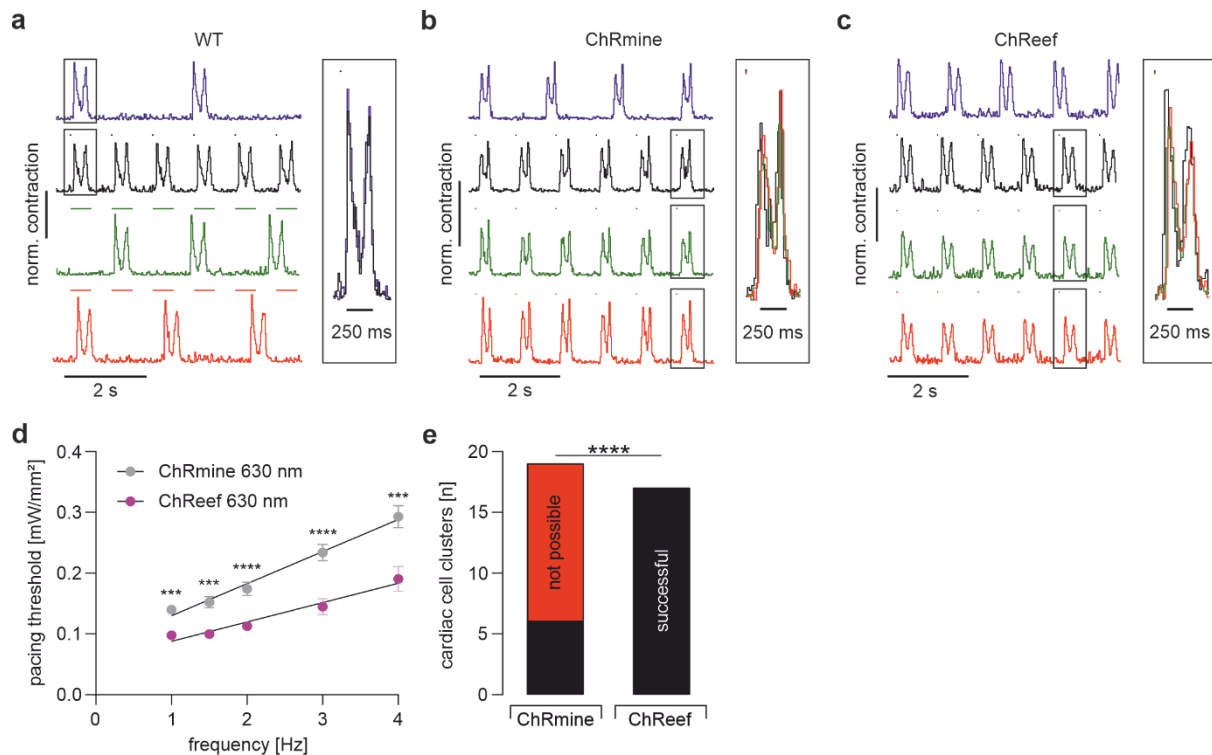 a
WT
norm. contraction
2 s
250 ms
b
ChRmine
norm. contraction
2 s
250 ms
c
ChReef
norm. contraction
2 s
250 ms
d
pacing threshold [mW/mm²]
0.4
0.3
0.2
0.1
0.0
ChRmine 630 nm
ChReef 630 nm
***
***
****
****
***
0
1
2
3
4
frequency [Hz]
e
cardiac cell clusters [n]
20
15
10
5
0
****
not possible
successful
ChRmine
ChReef